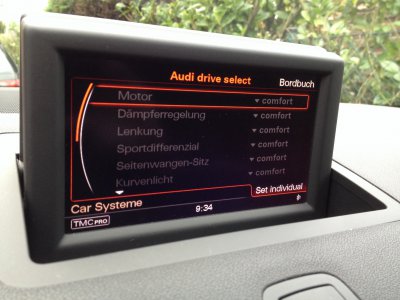 Audi drive select
Bordbuch
Motor ▾ comfort
Dämpferregelung ▾ comfort
Lenkung ▾ comfort
Sportdifferenzial ▾ comfort
Seitenwangen-Sitz ▾ comfort
Kurvenlicht ▾ comfort
Set individual
Car Systeme
9:34
TMC PRO